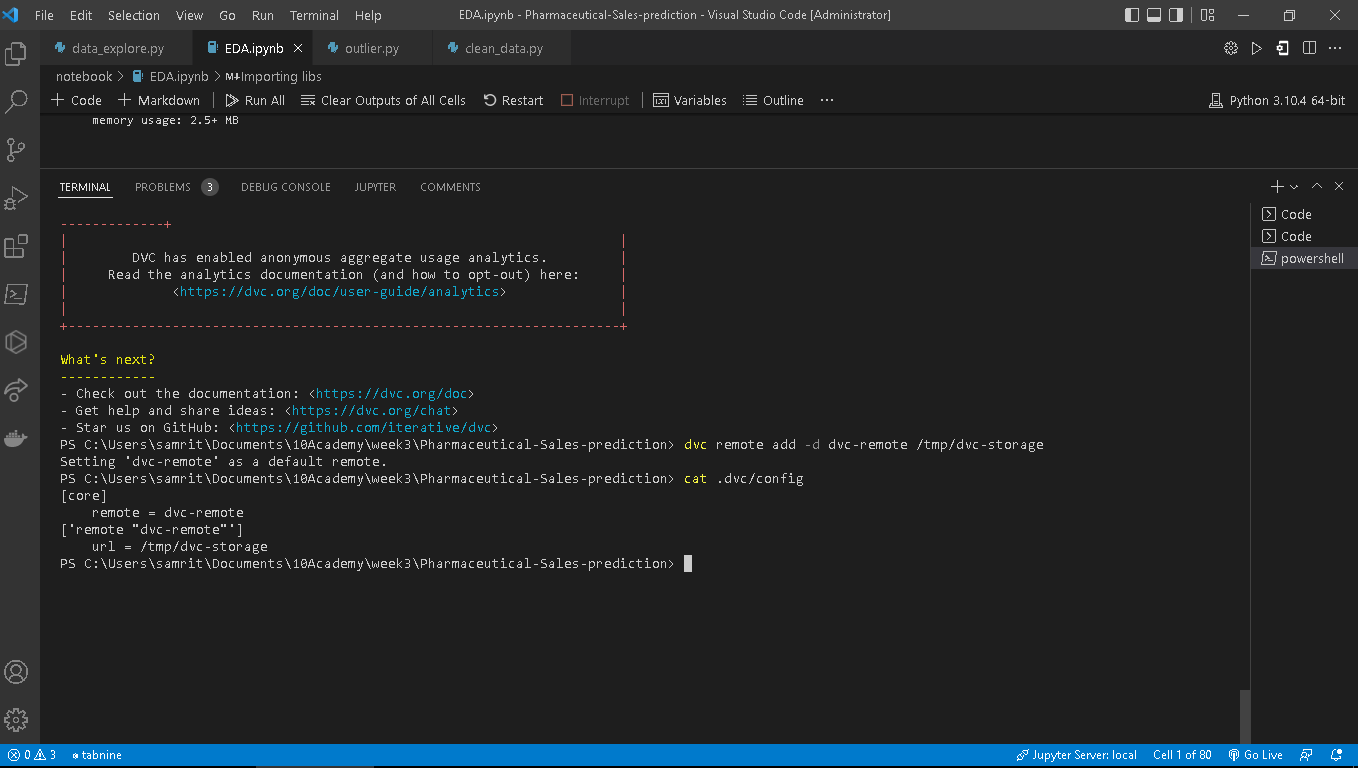 File Edit Selection View Go Run Terminal Help EDA.ipynb - Pharmaceutical-Sales-prediction - Visual Studio Code [Administrator]
data_explore.py EDA.ipynb outlier.py clean_data.py
notebook > EDA.ipynb > M↓Importing libs
+ Code + Markdown | Run All Clear Outputs of All Cells Restart Interrupt | Variables Outline ... Python 3.10.4 64-bit
memory usage: 2.5+ MB
TERMINAL PROBLEMS 3 DEBUG CONSOLE JUPYTER COMMENTS
-------------+
| |
| DVC has enabled anonymous aggregate usage analytics. |
| Read the analytics documentation (and how to opt-out) here: |
| <https://dvc.org/doc/user-guide/analytics> |
| |
+----------------------------------------------------------------------+
What's next?
------------
- Check out the documentation: <https://dvc.org/doc>
- Get help and share ideas: <https://dvc.org/chat>
- Star us on GitHub: <https://github.com/iterative/dvc>
PS C:\Users\samrit\Documents\10Academy\week3\Pharmaceutical-Sales-prediction> dvc remote add -d dvc-remote /tmp/dvc-storage
Setting 'dvc-remote' as a default remote.
PS C:\Users\samrit\Documents\10Academy\week3\Pharmaceutical-Sales-prediction> cat .dvc/config
[core]
remote = dvc-remote
['remote "dvc-remote"']
url = /tmp/dvc-storage
PS C:\Users\samrit\Documents\10Academy\week3\Pharmaceutical-Sales-prediction>
Code
Code
powershell
0 3 tabnine Jupyter Server: local Cell 1 of 80 Go Live